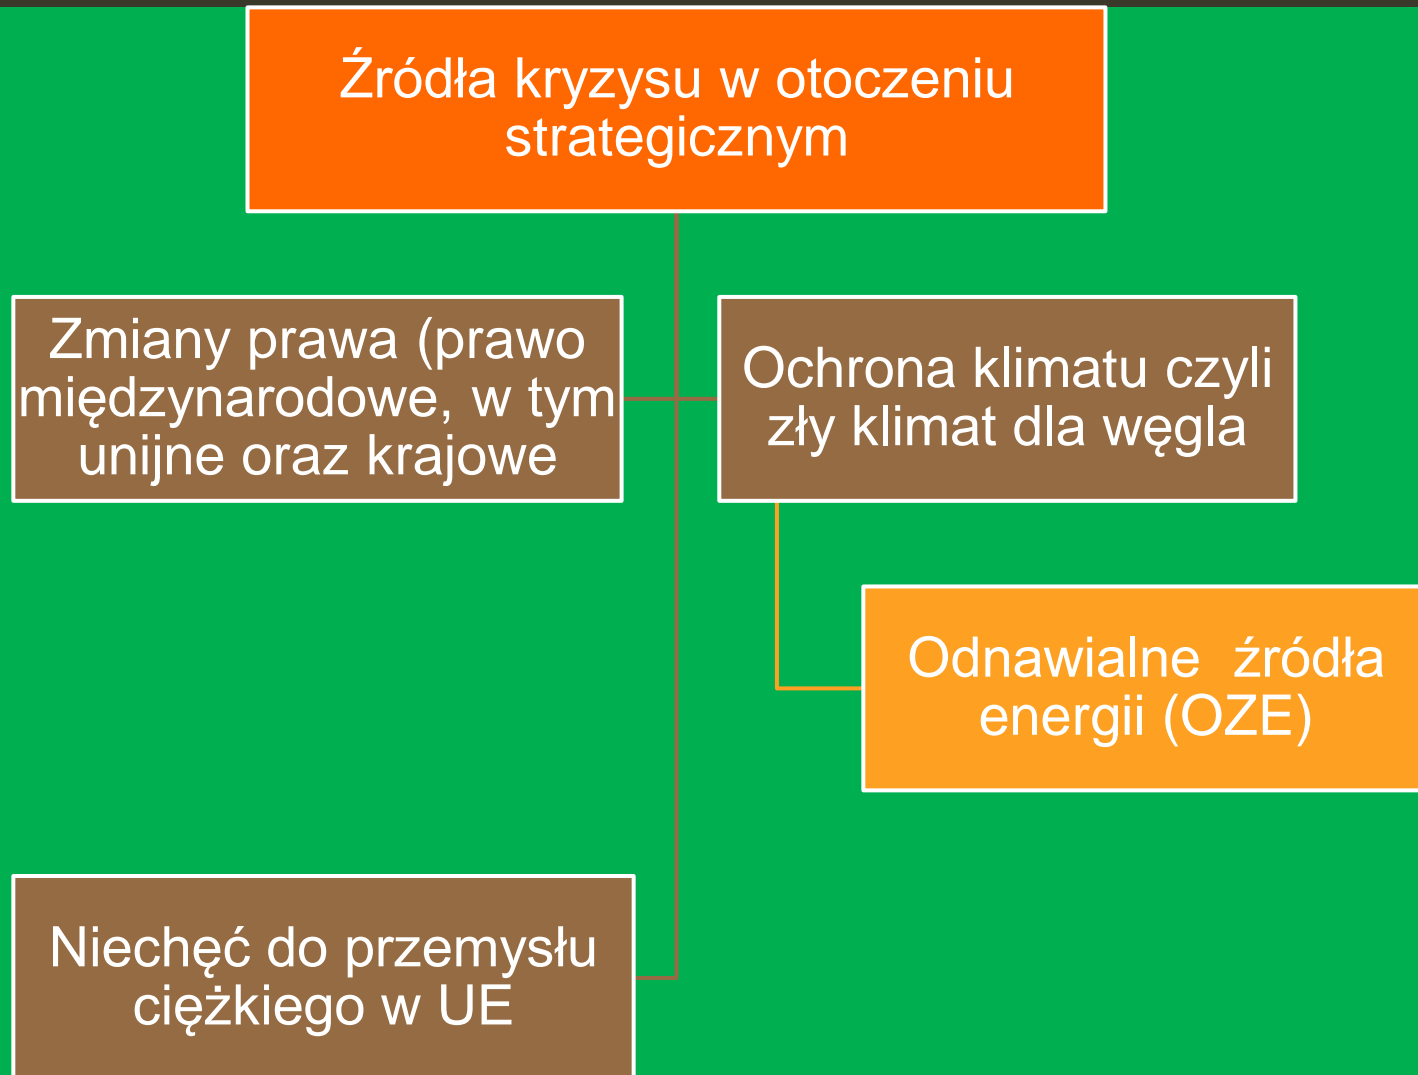 Źródła kryzysu w otoczeniu
strategicznym
Zmiany prawa (prawo
międzynarodowe, w tym
unijne oraz krajowe
Ochrona klimatu czyli
zły klimat dla węgla
Odnawialne  źródła
energii (OZE)
Niechęć do przemysłu
ciężkiego w UE